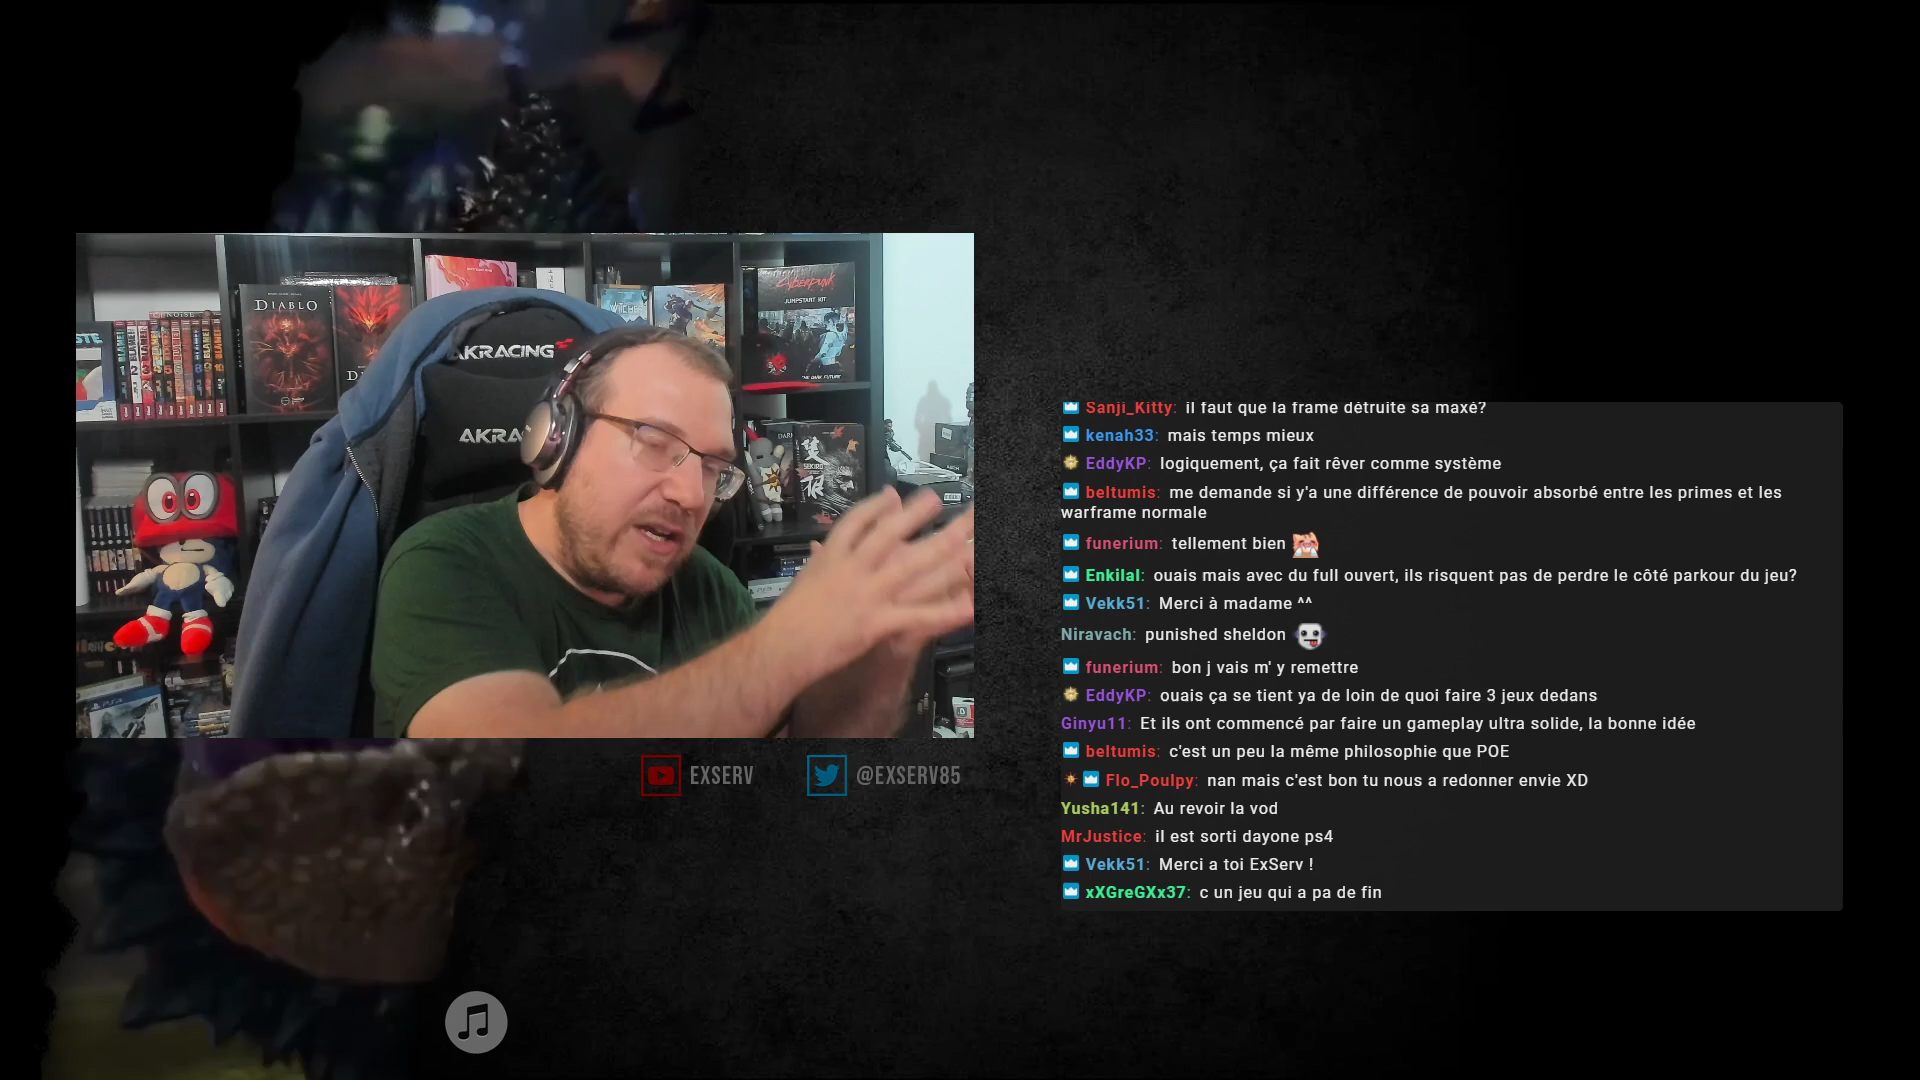 DIABLO
AKRACING
CYBERPUNK
JUMPSTART KIT
WITCHER
SEKIRO
Sanji_Kitty: il faut que la frame détruite sa maxé?
kenah33: mais temps mieux
EddyKP: logiquement, ça fait rêver comme système
beltumis: me demande si y'a une différence de pouvoir absorbé entre les primes et les
warframe normale
funerium: tellement bien
Enkilal: ouais mais avec du full ouvert, ils risquent pas de perdre le côté parkour du jeu?
Vekk51: Merci à madame ^^
Niravach: punished sheldon
funerium: bon j vais m' y remettre
EddyKP: ouais ça se tient ya de loin de quoi faire 3 jeux dedans
Ginyu11: Et ils ont commencé par faire un gameplay ultra solide, la bonne idée
beltumis: c'est un peu la même philosophie que POE
Flo_Poulpy: nan mais c'est bon tu nous a redonner envie XD
Yusha141: Au revoir la vod
MrJustice: il est sorti dayone ps4
Vekk51: Merci a toi ExServ !
xXGreGXx37: c un jeu qui a pa de fin
EXSERV
@EXSERV85